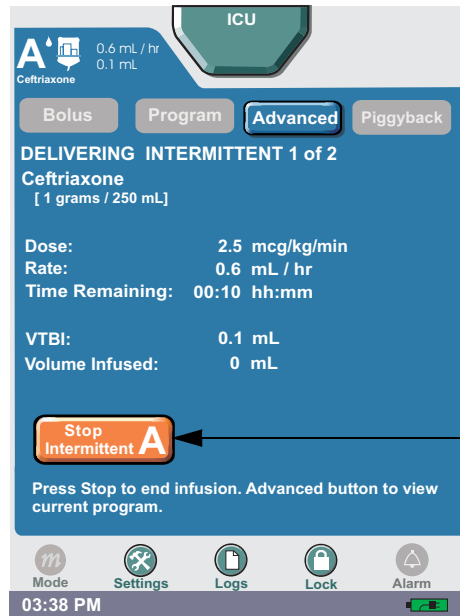 ICU
A
0.6 mL / hr
0.1 mL
Ceftriaxone
Bolus Program Advanced Piggyback
DELIVERING INTERMITTENT 1 of 2
Ceftriaxone
[ 1 grams / 250 mL]
Dose: 2.5 mcg/kg/min
Rate: 0.6 mL / hr
Time Remaining: 00:10 hh:mm
VTBI: 0.1 mL
Volume Infused: 0 mL
Stop
Intermittent A
Press Stop to end infusion. Advanced button to view
current program.
m
Mode Settings Logs Lock Alarm
03:38 PM